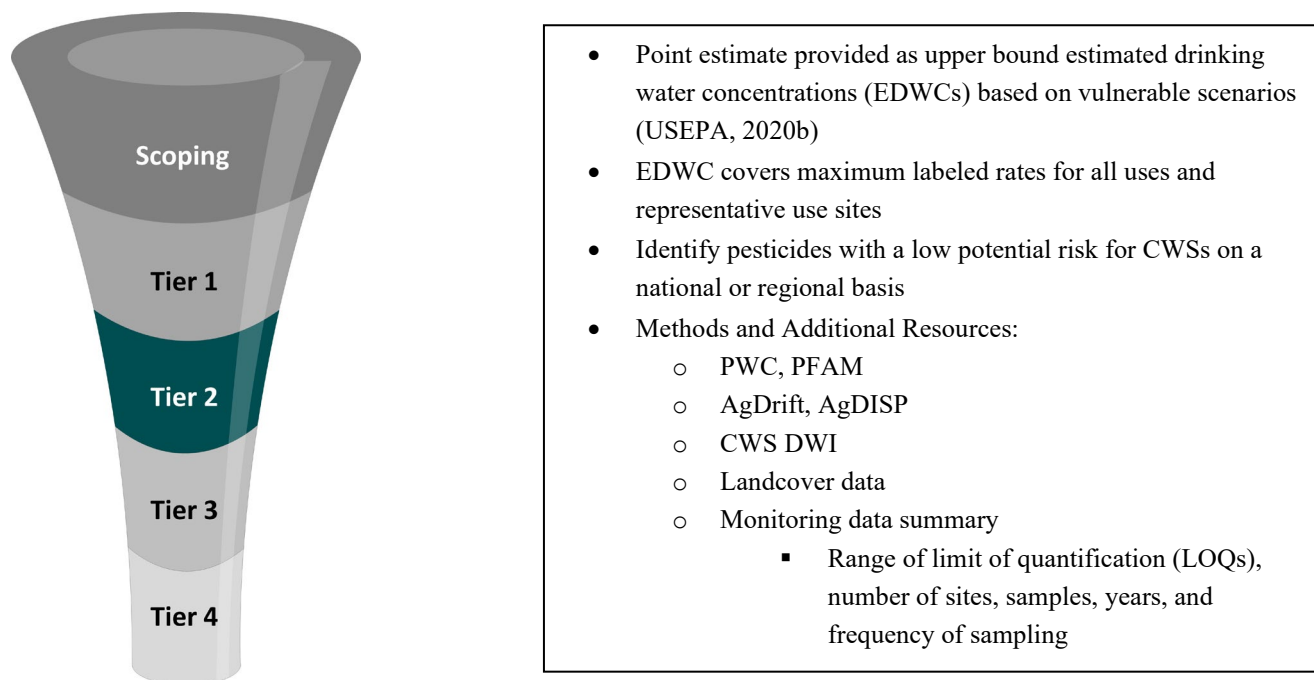 Scoping
Tier 1
Tier 2
Tier 3
Tier 4
• Point estimate provided as upper bound estimated drinking
water concentrations (EDWCs) based on vulnerable scenarios
(USEPA, 2020b)
• EDWC covers maximum labeled rates for all uses and
representative use sites
• Identify pesticides with a low potential risk for CWSs on a
national or regional basis
• Methods and Additional Resources:
o PWC, PFAM
o AgDrift, AgDISP
o CWS DWI
o Landcover data
o Monitoring data summary
▪ Range of limit of quantification (LOQs),
number of sites, samples, years, and
frequency of sampling